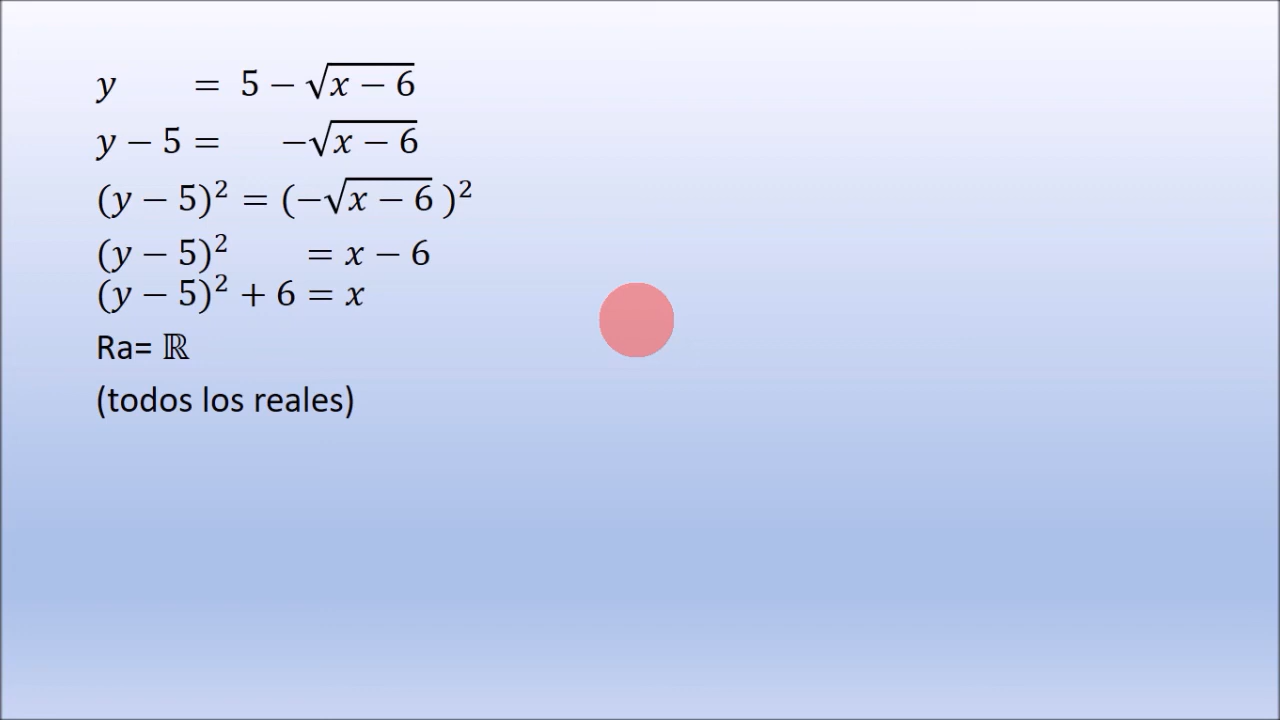 y = 5 − √(x − 6)
y − 5 = −√(x − 6)
(y − 5)² = (−√(x − 6) )²
(y − 5)² = x − 6
(y − 5)² + 6 = x
Ra= ℝ
(todos los reales)